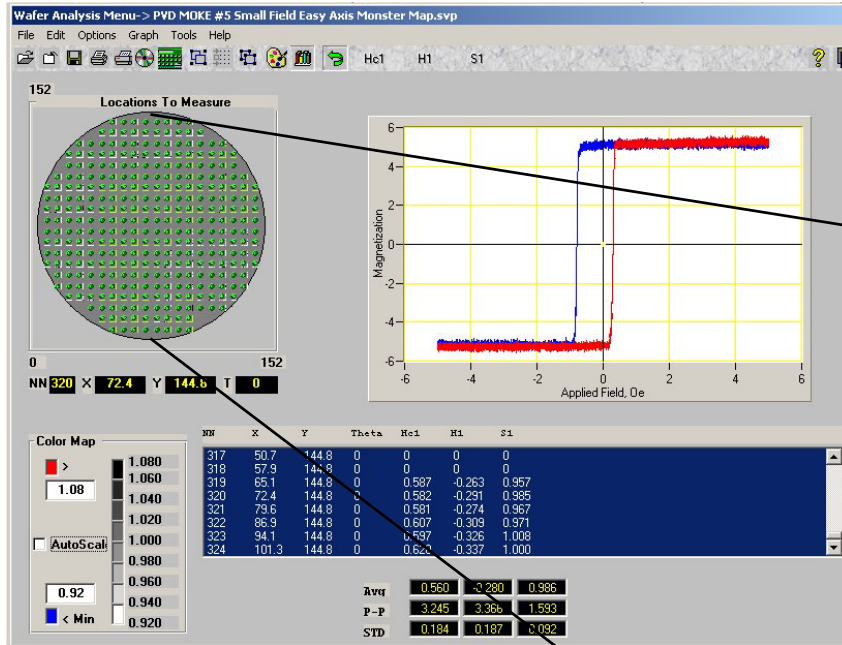 Wafer Analysis Menu-> PVD MOKE #5 Small Field Easy Axis Monster Map.svp
File Edit Options Graph Tools Help
Hc1 H1 S1
152
Locations To Measure
0 152
NN 320 X 72.4 Y 144.8 T 0
6
4
2
0
-2
-4
-6
Magnetization
-6 -4 -2 0 2 4 6
Applied Field, Oe
Color Map
>
1.08
AutoScale
0.92
< Min
1.080
1.060
1.040
1.020
1.000
0.980
0.960
0.940
0.920
NN X Y Theta Hc1 H1 S1
317 50.7 144.8 0 0 0 0
318 57.9 144.8 0 0 0 0
319 65.1 144.8 0 0.587 -0.263 0.957
320 72.4 144.8 0 0.582 -0.291 0.985
321 79.6 144.8 0 0.581 -0.274 0.967
322 86.9 144.8 0 0.607 -0.309 0.971
323 94.1 144.8 0 0.597 -0.326 1.008
324 101.3 144.8 0 0.620 -0.337 1.000
Avg 0.560 -0.280 0.986
P-P 3.245 3.366 1.593
STD 0.184 0.187 0.092